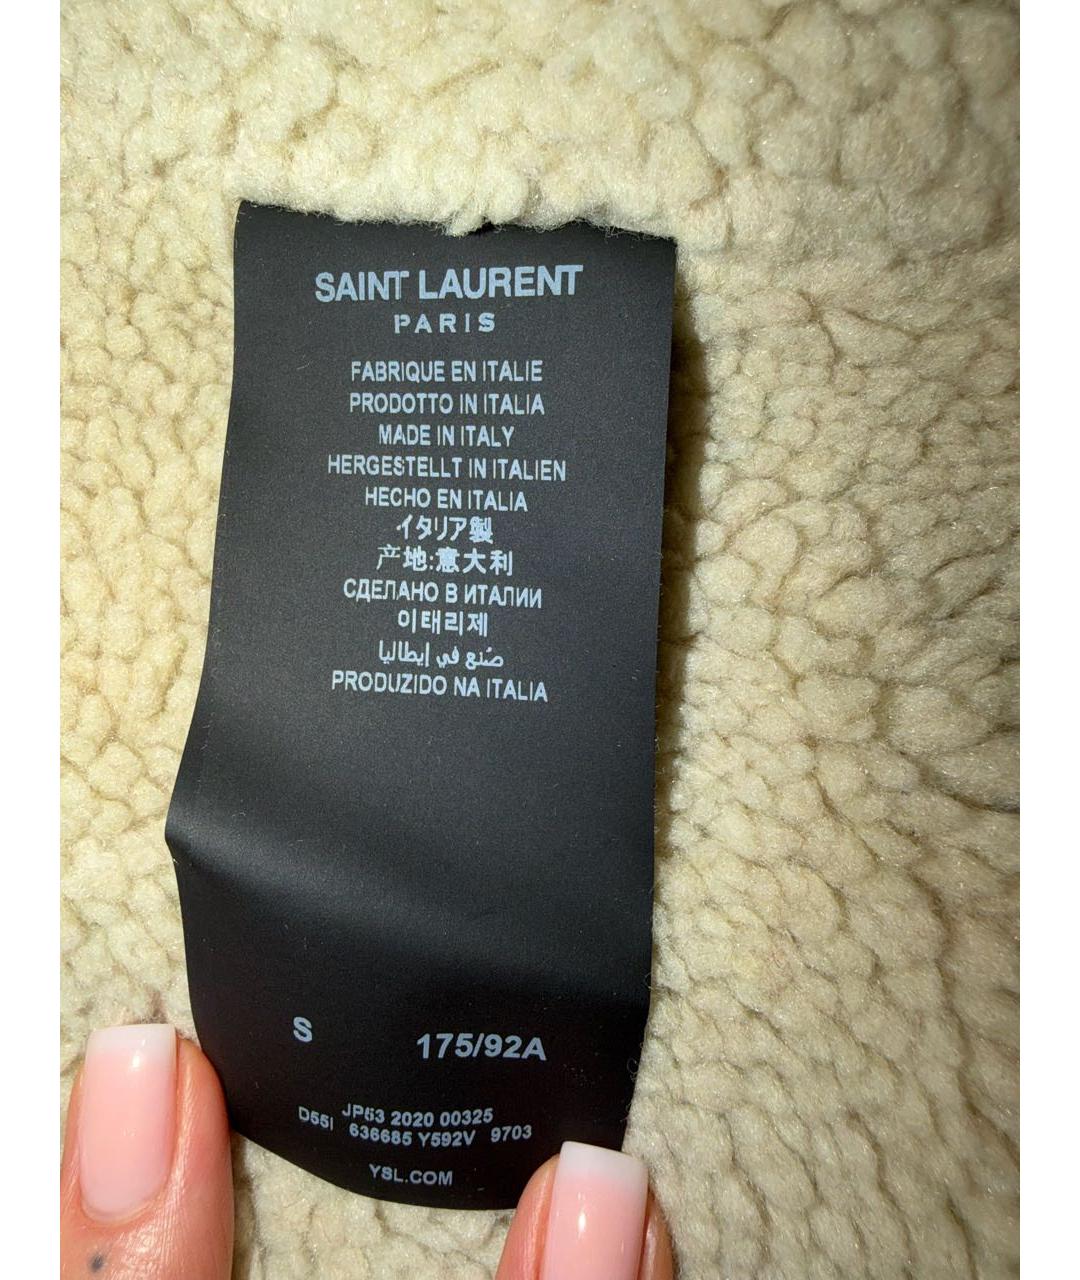 SAINT LAURENT
PARIS
FABRIQUE EN ITALIE
PRODOTTO IN ITALIA
MADE IN ITALY
HERGESTELLT IN ITALIEN
HECHO EN ITALIA
イタリア製
产地:意大利
СДЕЛАНО В ИТАЛИИ
이태리제
صُنع في إيطاليا
PRODUZIDO NA ITALIA
S 175/92A
JP53 2020 00325
D55I 636685 Y592V 9703
YSL.COM